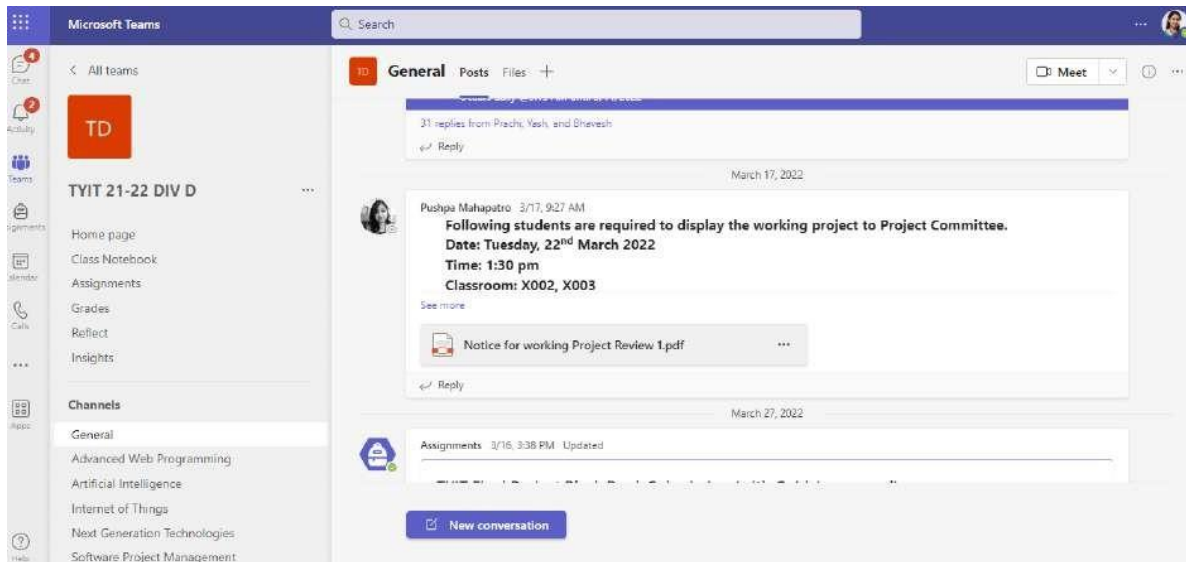 Microsoft Teams
Search
4
Chat
2
Activity
Teams
Calls
Apps
Help
All teams
TD
TYIT 21-22 DIV D
Home page
Class Notebook
Assignments
Grades
Reflect
Insights
Channels
General
Advanced Web Programming
Artificial Intelligence
Internet of Things
Next Generation Technologies
Software Project Management
TD
General Posts Files
Meet
31 replies from Prachi, Yash, and Bhavesh
Reply
March 17, 2022
Pushpa Mahapatro 3/17, 9:27 AM
Following students are required to display the working project to Project Committee.
Date: Tuesday, 22nd March 2022
Time: 1:30 pm
Classroom: X002, X003
See more
Notice for working Project Review 1.pdf
Reply
March 27, 2022
Assignments 3/16, 3:38 PM Updated
New conversation